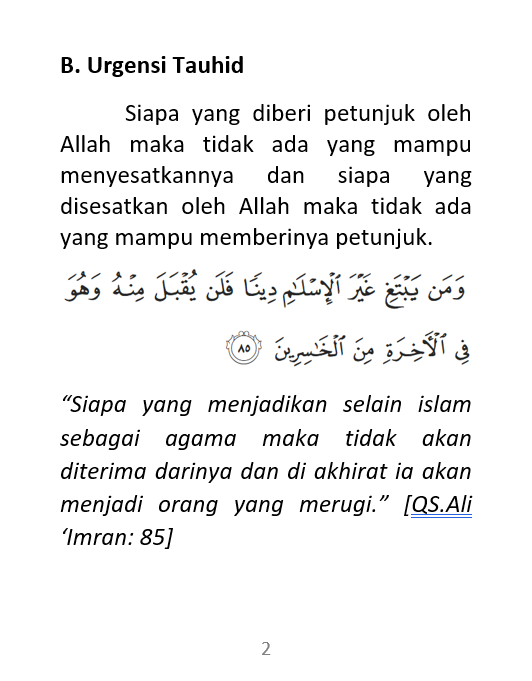 B. Urgensi Tauhid
Siapa yang diberi petunjuk oleh
Allah maka tidak ada yang mampu
menyesatkannya dan siapa yang
disesatkan oleh Allah maka tidak ada
yang mampu memberinya petunjuk.
وَمَن يَبْتَغِ غَيْرَ ٱلْإِسْلَٰمِ دِينًا فَلَن يُقْبَلَ مِنْهُ وَهُوَ
فِي ٱلْأَخِرَةِ مِنَ ٱلْخَٰسِرِينَ ٨٥
“Siapa yang menjadikan selain islam
sebagai agama maka tidak akan
diterima darinya dan di akhirat ia akan
menjadi orang yang merugi.” [QS.Ali
‘Imran: 85]
2